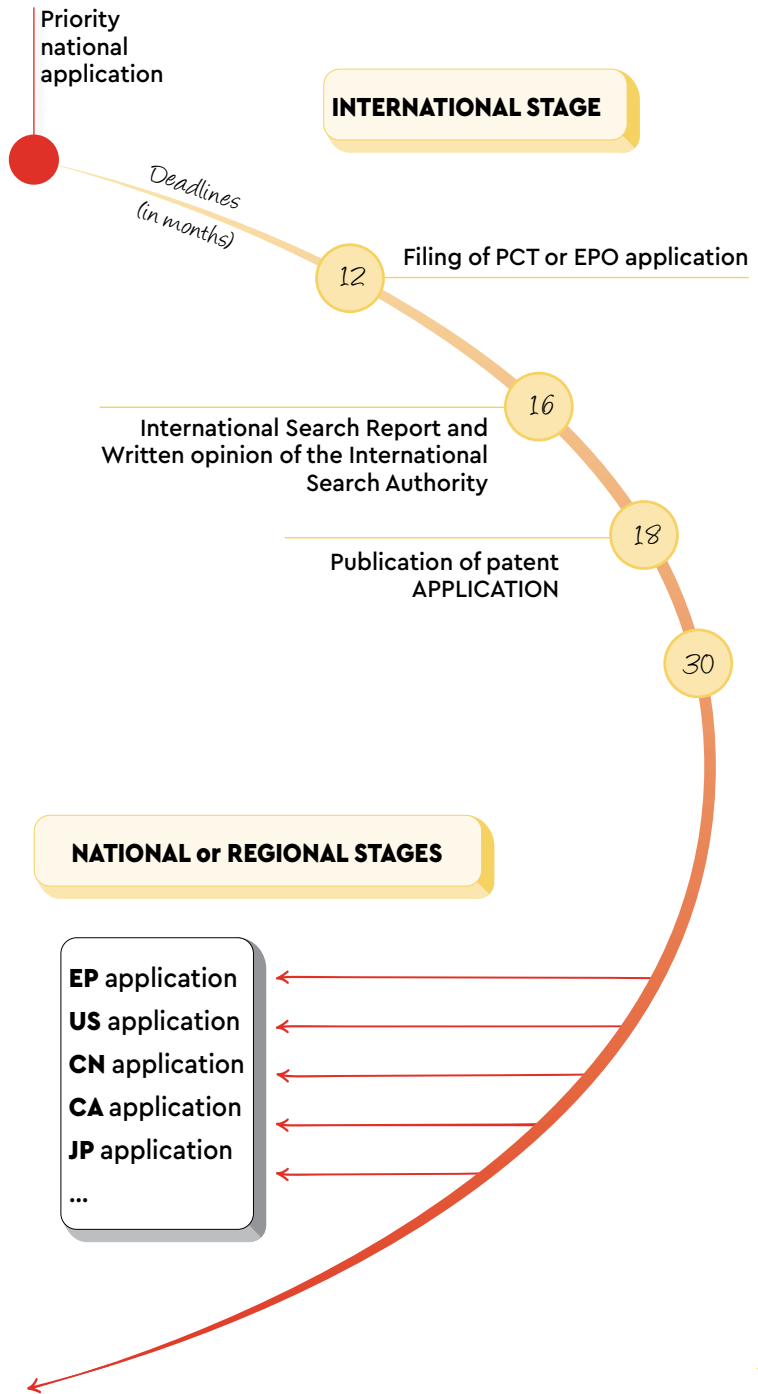 Priority
national
application
INTERNATIONAL STAGE
Deadlines
(in months)
12
Filing of PCT or EPO application
16
International Search Report and
Written opinion of the International
Search Authority
18
Publication of patent
APPLICATION
30
NATIONAL or REGIONAL STAGES
EP application
US application
CN application
CA application
JP application
...